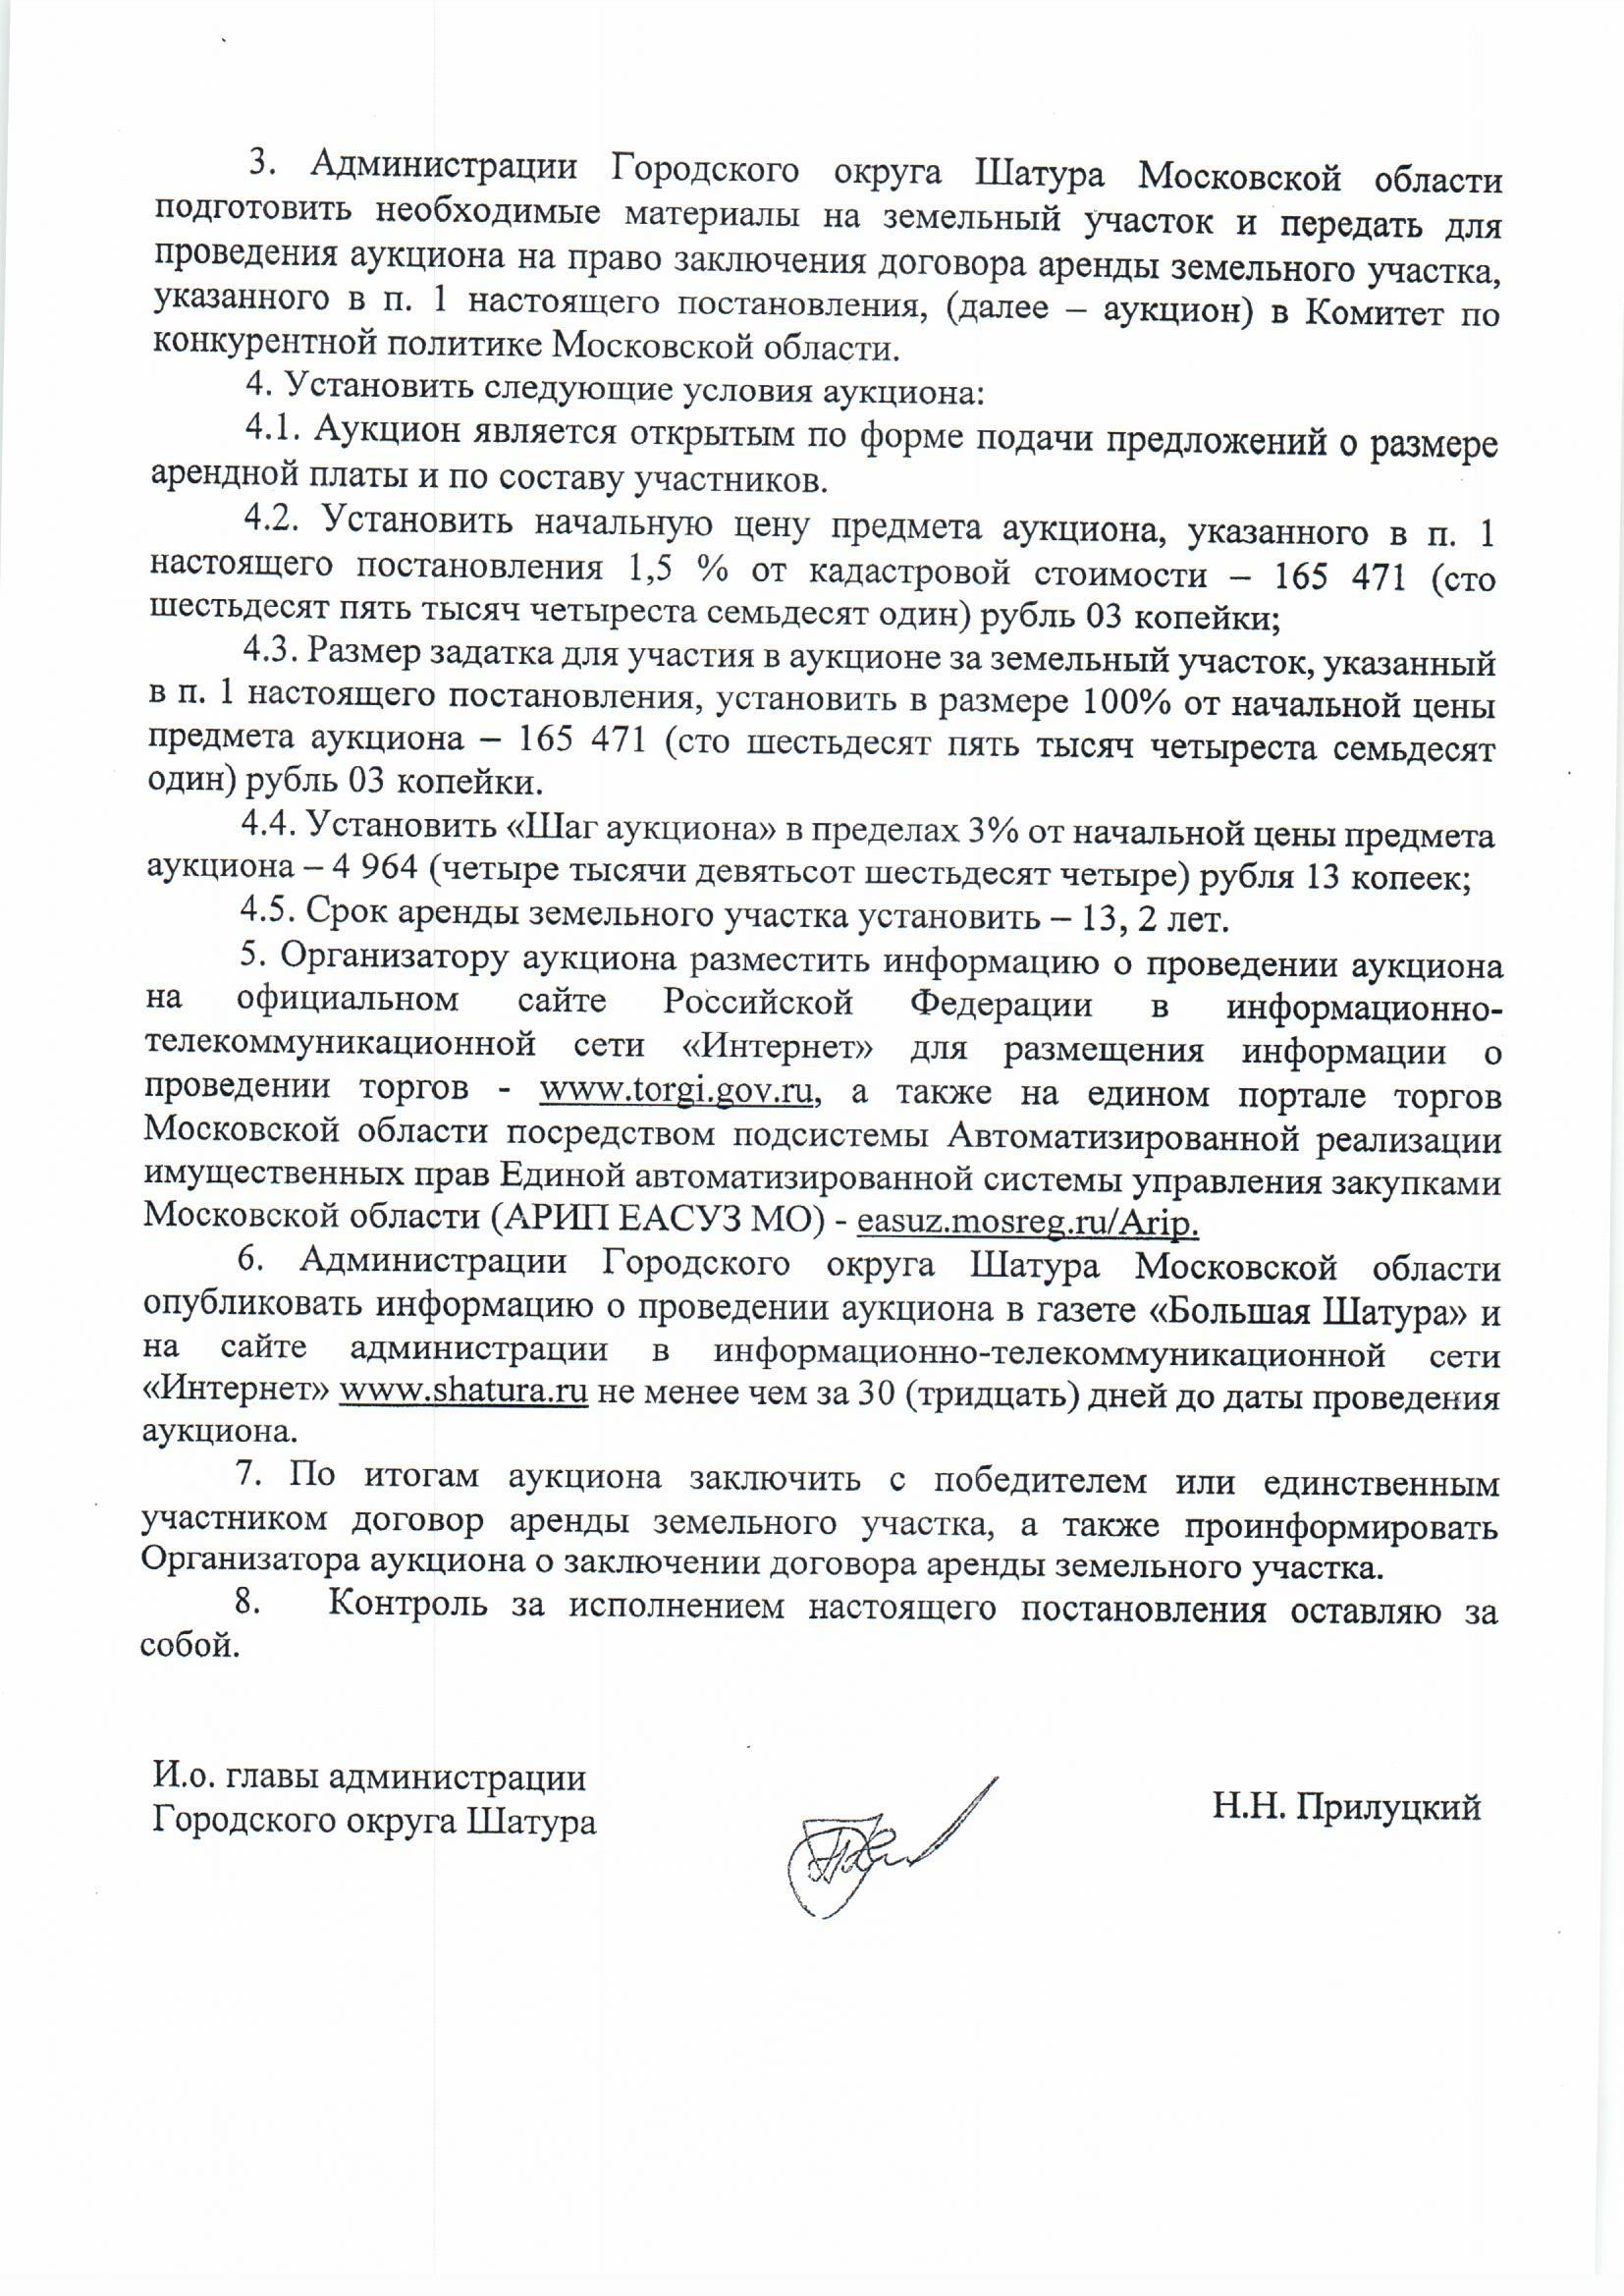 3. Администрации Городского округа Шатура Московской области
подготовить необходимые материалы на земельный участок и передать для
проведения аукциона на право заключения договора аренды земельного участка,
указанного в п. 1 настоящего постановления, (далее – аукцион) в Комитет по
конкурентной политике Московской области.
4. Установить следующие условия аукциона:
4.1. Аукцион является открытым по форме подачи предложений о размере
арендной платы и по составу участников.
4.2. Установить начальную цену предмета аукциона, указанного в п. 1
настоящего постановления 1,5 % от кадастровой стоимости – 165 471 (сто
шестьдесят пять тысяч четыреста семьдесят один) рубль 03 копейки;
4.3. Размер задатка для участия в аукционе за земельный участок, указанный
в п. 1 настоящего постановления, установить в размере 100% от начальной цены
предмета аукциона – 165 471 (сто шестьдесят пять тысяч четыреста семьдесят
один) рубль 03 копейки.
4.4. Установить «Шаг аукциона» в пределах 3% от начальной цены предмета
аукциона – 4 964 (четыре тысячи девятьсот шестьдесят четыре) рубля 13 копеек;
4.5. Срок аренды земельного участка установить – 13, 2 лет.
5. Организатору аукциона разместить информацию о проведении аукциона
на официальном сайте Российской Федерации в информационно-
телекоммуникационной сети «Интернет» для размещения информации о
проведении торгов - www.torgi.gov.ru, а также на едином портале торгов
Московской области посредством подсистемы Автоматизированной реализации
имущественных прав Единой автоматизированной системы управления закупками
Московской области (АРИП ЕАСУЗ МО) - easuz.mosreg.ru/Arip.
6. Администрации Городского округа Шатура Московской области
опубликовать информацию о проведении аукциона в газете «Большая Шатура» и
на сайте администрации в информационно-телекоммуникационной сети
«Интернет» www.shatura.ru не менее чем за 30 (тридцать) дней до даты проведения
аукциона.
7. По итогам аукциона заключить с победителем или единственным
участником договор аренды земельного участка, а также проинформировать
Организатора аукциона о заключении договора аренды земельного участка.
8. Контроль за исполнением настоящего постановления оставляю за
собой.
И.о. главы администрации
Городского округа Шатура
Н.Н. Прилуцкий